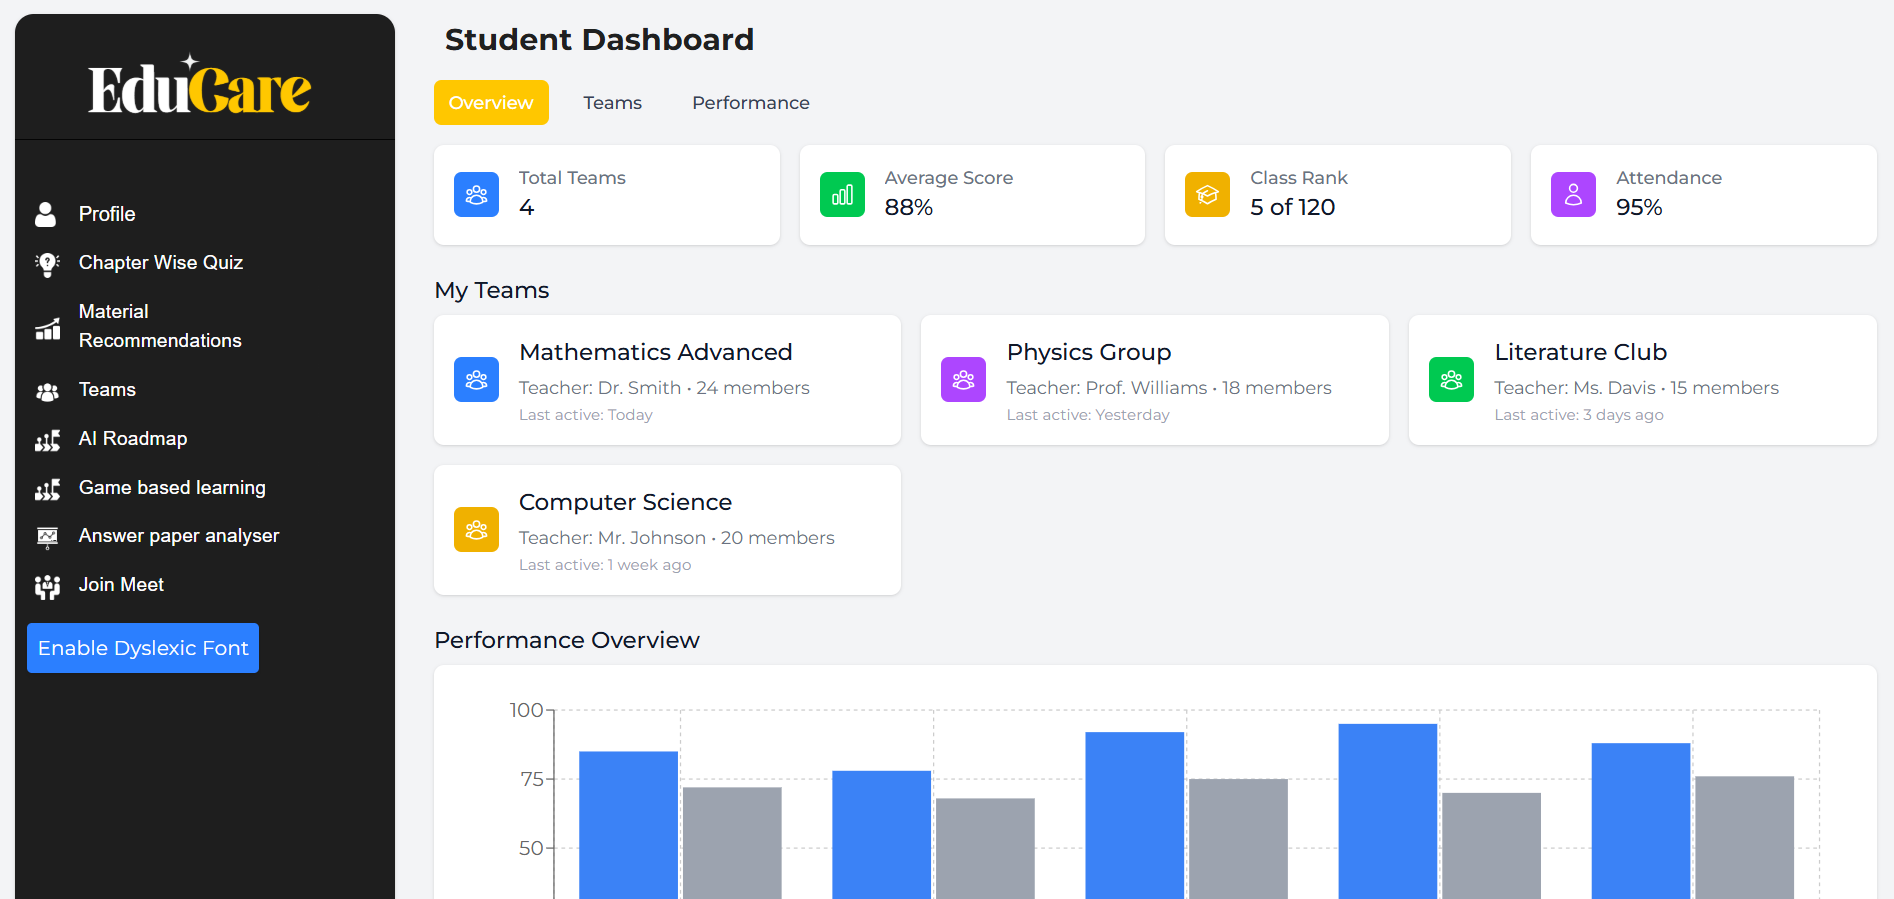 EduCare
Profile
Chapter Wise Quiz
Material
Recommendations
Teams
AI Roadmap
Game based learning
Answer paper analyser
Join Meet
Enable Dyslexic Font
Student Dashboard
Overview Teams Performance
Total Teams
4
Average Score
88%
Class Rank
5 of 120
Attendance
95%
My Teams
Mathematics Advanced
Teacher: Dr. Smith • 24 members
Last active: Today
Physics Group
Teacher: Prof. Williams • 18 members
Last active: Yesterday
Literature Club
Teacher: Ms. Davis • 15 members
Last active: 3 days ago
Computer Science
Teacher: Mr. Johnson • 20 members
Last active: 1 week ago
Performance Overview
100
75
50